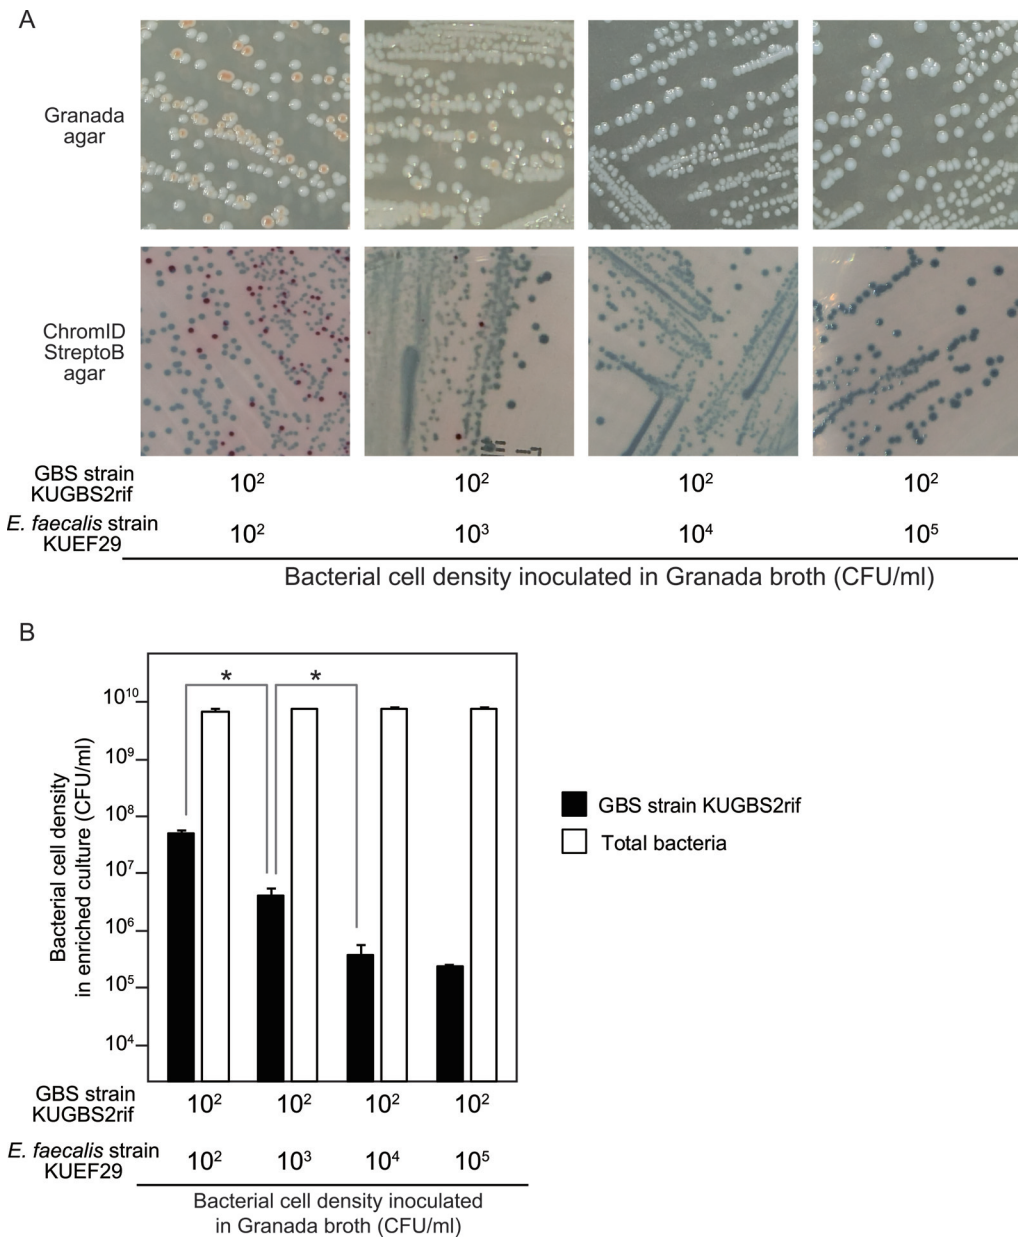 A
Granada
agar
ChromID
StreptoB
agar
GBS strain
KUGBS2rif
10² 10² 10² 10²
E. faecalis strain
KUEF29
10² 10³ 10⁴ 10⁵
Bacterial cell density inoculated in Granada broth (CFU/ml)
B
Bacterial cell density
in enriched culture (CFU/ml)
10¹⁰
10⁹
10⁸
10⁷
10⁶
10⁵
10⁴
* *
GBS strain KUGBS2rif
Total bacteria
GBS strain
KUGBS2rif
10² 10² 10² 10²
E. faecalis strain
KUEF29
10² 10³ 10⁴ 10⁵
Bacterial cell density inoculated
in Granada broth (CFU/ml)